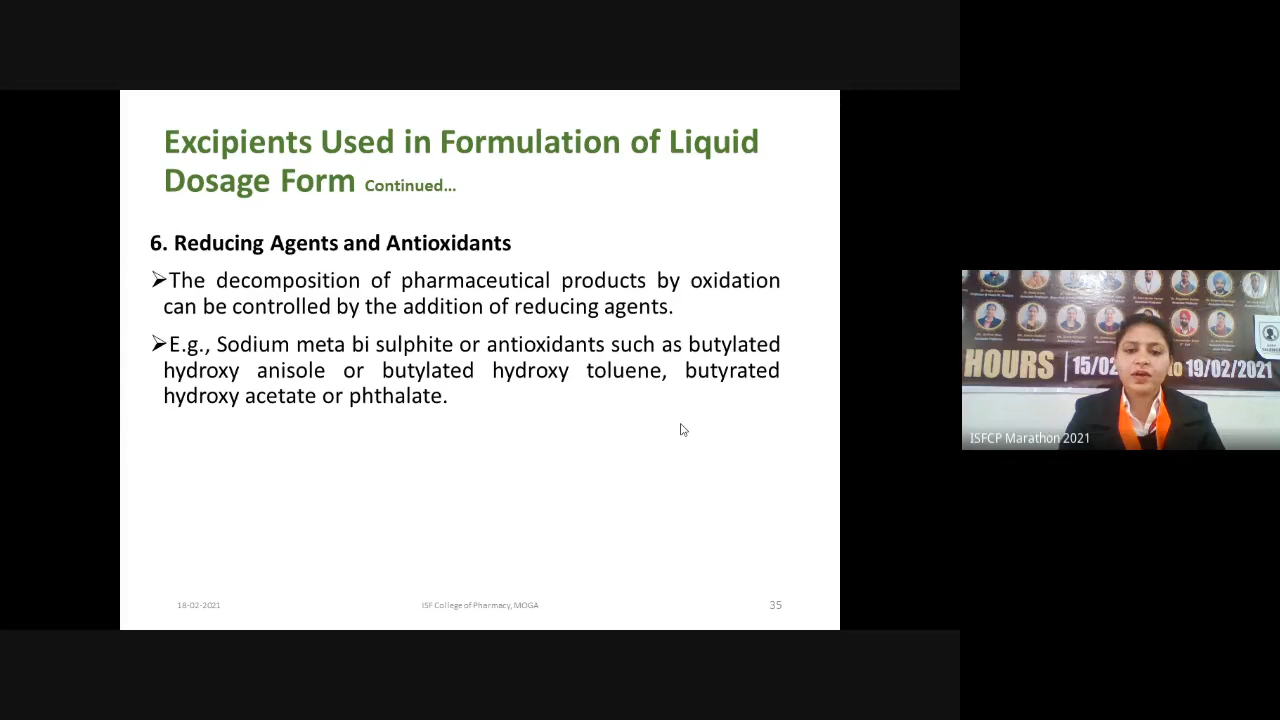 Excipients Used in Formulation of Liquid
Dosage Form Continued...
6. Reducing Agents and Antioxidants
➢The decomposition of pharmaceutical products by oxidation
can be controlled by the addition of reducing agents.
➢E.g., Sodium meta bi sulphite or antioxidants such as butylated
hydroxy anisole or butylated hydroxy toluene, butyrated
hydroxy acetate or phthalate.
18-02-2021
ISF College of Pharmacy, MOGA
35
HOURS 15/02 to 19/02/2021
ISFCP Marathon 2021